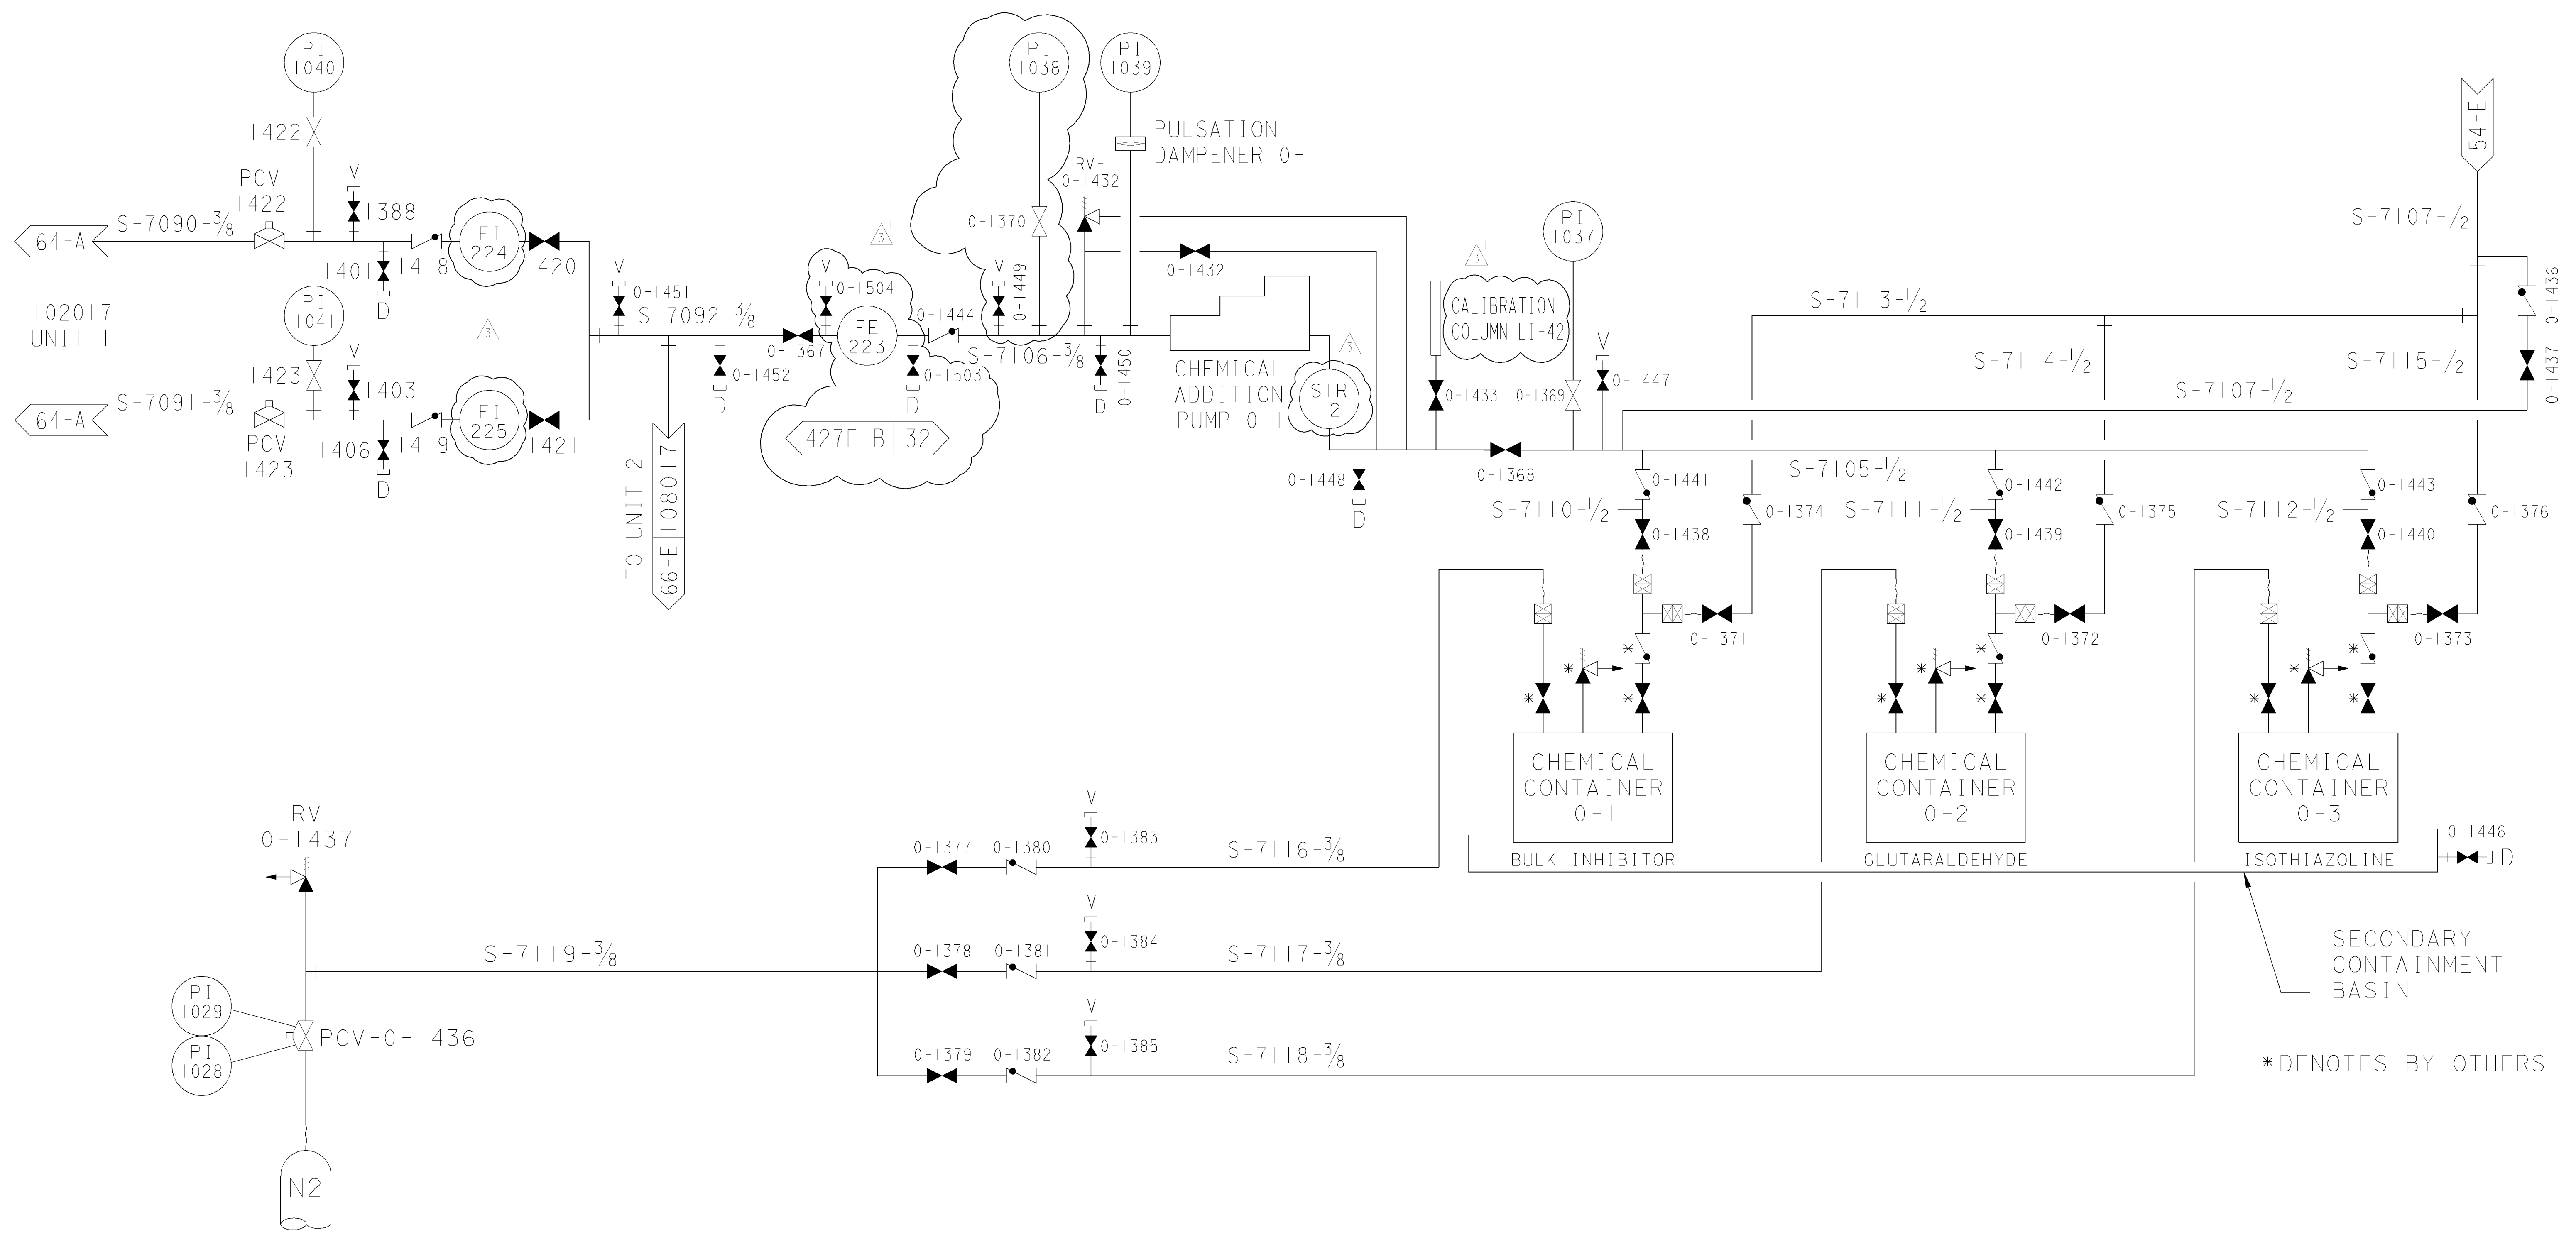 PI
1040
1422
PCV
1422
V
1388
S-7090-3/8
64-A
1401
D
1418
FI
224
1420
102017
UNIT 1
PI
1041
1423
V
1403
S-7091-3/8
64-A
PCV
1423
1406
D
1419
FI
225
1421
3
1
V
0-1451
S-7092-3/8
0-1452
D
0-1367
TO UNIT 2
66-E 108017
V
0-1504
FE
223
0-1503
D
427F-B 32
3
1
0-1444
V
0-1449
S-7106-3/8
PI
1038
0-1370
PI
1039
PULSATION
DAMPENER 0-1
RV-
0-1432
0-1432
0-1450
D
CHEMICAL
ADDITION
PUMP 0-1
3
1
STR
12
0-1448
D
3
1
CALIBRATION
COLUMN LI-42
0-1433
0-1368
PI
1037
0-1369
V
0-1447
54-E
S-7107-1/2
0-1436
0-1437
S-7113-1/2
S-7114-1/2
S-7115-1/2
S-7107-1/2
S-7105-1/2
0-1441
S-7110-1/2
0-1438
0-1374
0-1371
0-1442
S-7111-1/2
0-1439
0-1375
0-1372
0-1443
S-7112-1/2
0-1440
0-1376
0-1373
*
*
*
*
*
*
*
*
*
*
*
*
CHEMICAL
CONTAINER
0-1
BULK INHIBITOR
CHEMICAL
CONTAINER
0-2
GLUTARALDEHYDE
CHEMICAL
CONTAINER
0-3
ISOTHIAZOLINE
0-1446
D
SECONDARY
CONTAINMENT
BASIN
*DENOTES BY OTHERS
RV
0-1437
S-7119-3/8
PI
1029
PI
1028
PCV-0-1436
N2
0-1377
0-1380
V
0-1383
S-7116-3/8
0-1378
0-1381
V
0-1384
S-7117-3/8
0-1379
0-1382
V
0-1385
S-7118-3/8